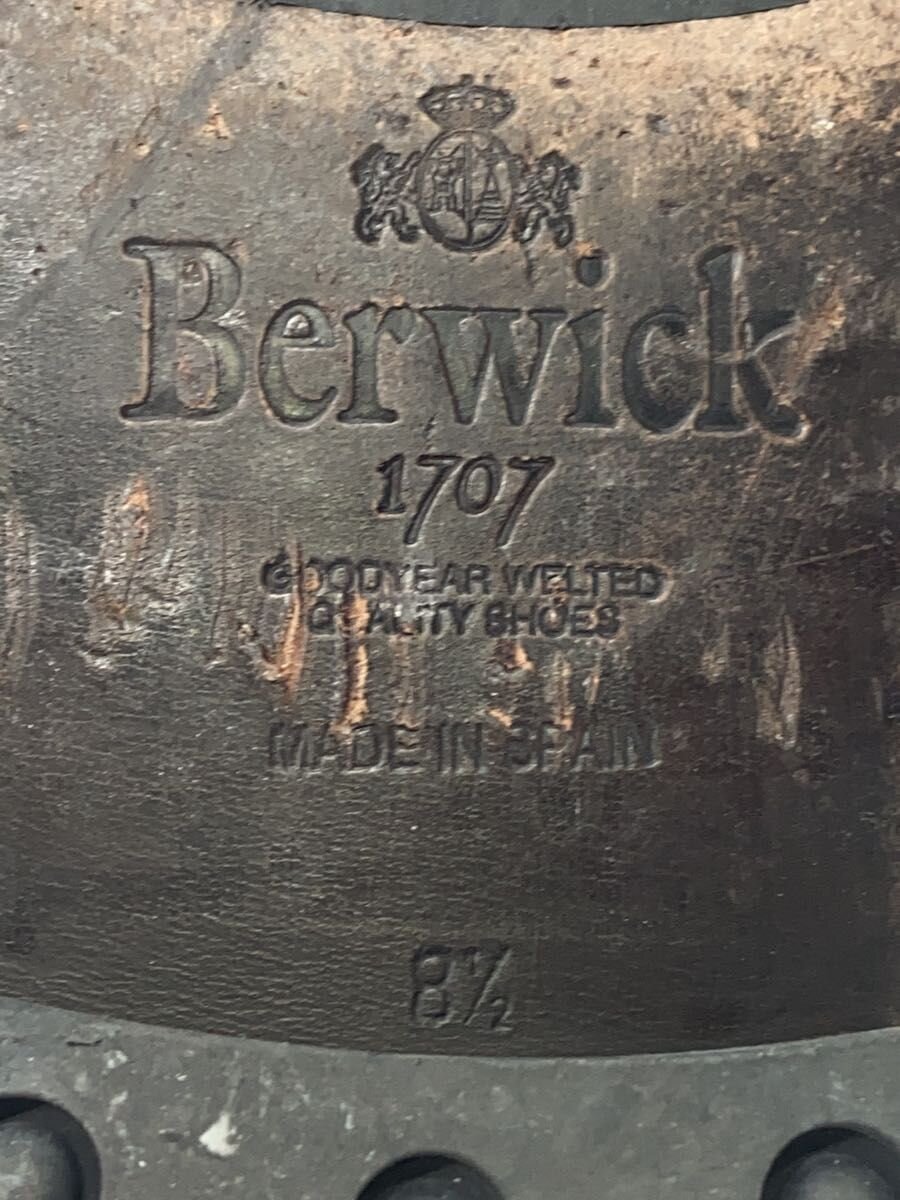 Berwick
1707
GOODYEAR WELTED
QUALITY SHOES
MADE IN SPAIN
8½